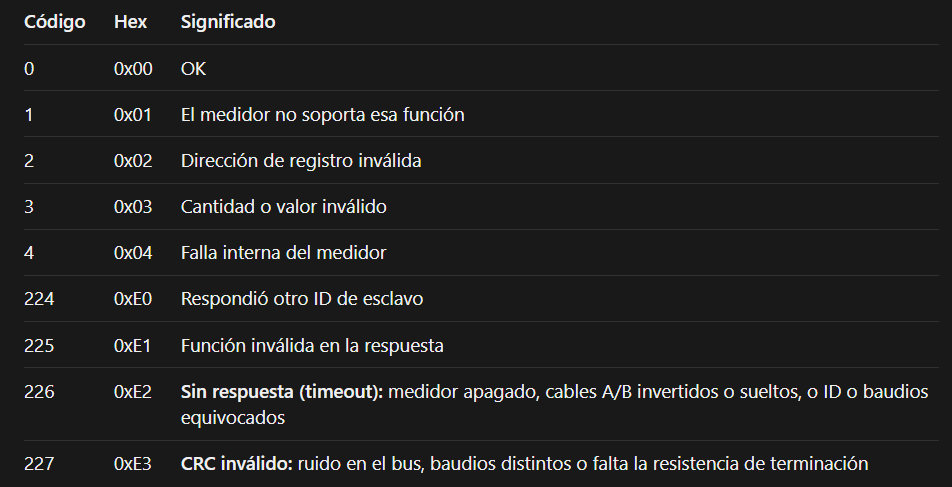 Código Hex Significado
0 0x00 OK
1 0x01 El medidor no soporta esa función
2 0x02 Dirección de registro inválida
3 0x03 Cantidad o valor inválido
4 0x04 Falla interna del medidor
224 0xE0 Respondió otro ID de esclavo
225 0xE1 Función inválida en la respuesta
226 0xE2 Sin respuesta (timeout): medidor apagado, cables A/B invertidos o sueltos, o ID o baudios
equivocados
227 0xE3 CRC inválido: ruido en el bus, baudios distintos o falta la resistencia de terminación